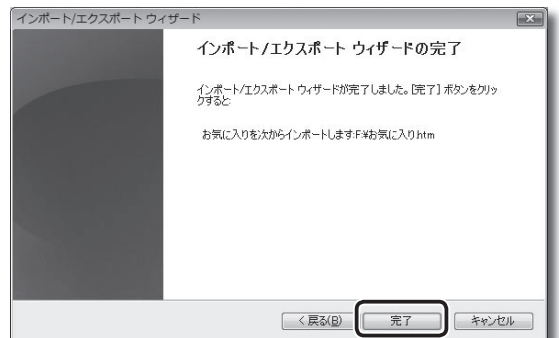 インポート/エクスポート ウィザード
インポート/エクスポート ウィザードの完了
インポート/エクスポート ウィザードが完了しました。[完了] ボタンをクリッ
クすると
お気に入りを次からインポートします:F:¥お気に入り.htm
< 戻る(B)
完了
キャンセル